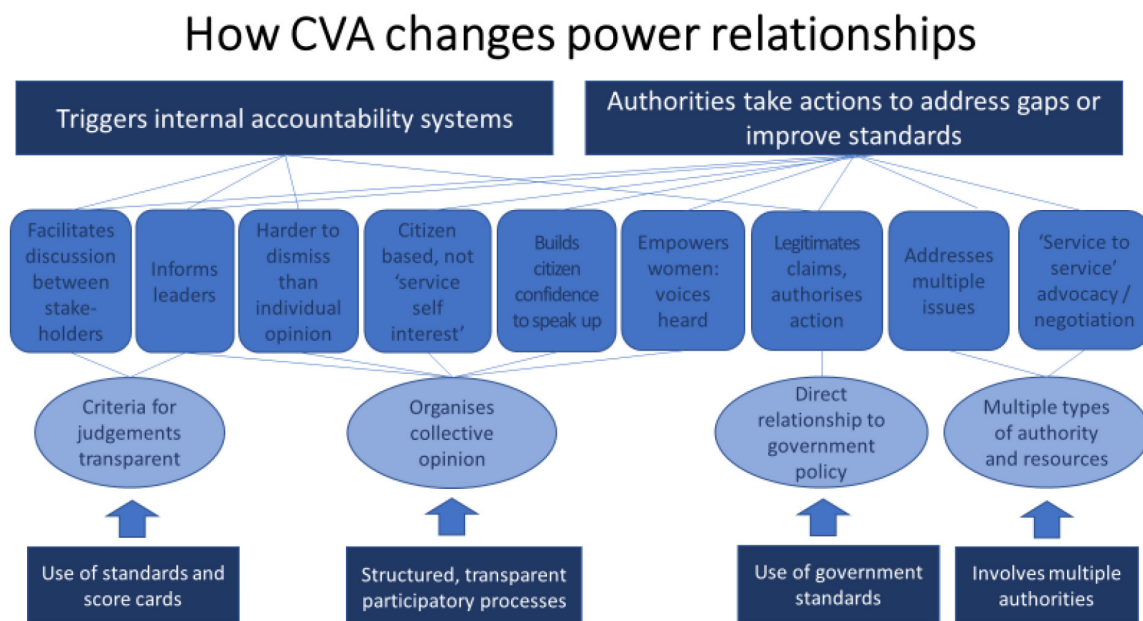 How CVA changes power relationships
Triggers internal accountability systems
Authorities take actions to address gaps or
improve standards
Facilitates
discussion
between
stake-
holders
Informs
leaders
Harder to
dismiss
than
individual
opinion
Citizen
based, not
‘service
self
interest’
Builds
citizen
confidence
to speak up
Empowers
women:
voices
heard
Legitimates
claims,
authorises
action
Addresses
multiple
issues
‘Service to
service’
advocacy /
negotiation
Criteria for
judgements
transparent
Organises
collective
opinion
Direct
relationship to
government
policy
Multiple types
of authority
and resources
Use of standards and
score cards
Structured, transparent
participatory processes
Use of government
standards
Involves multiple
authorities